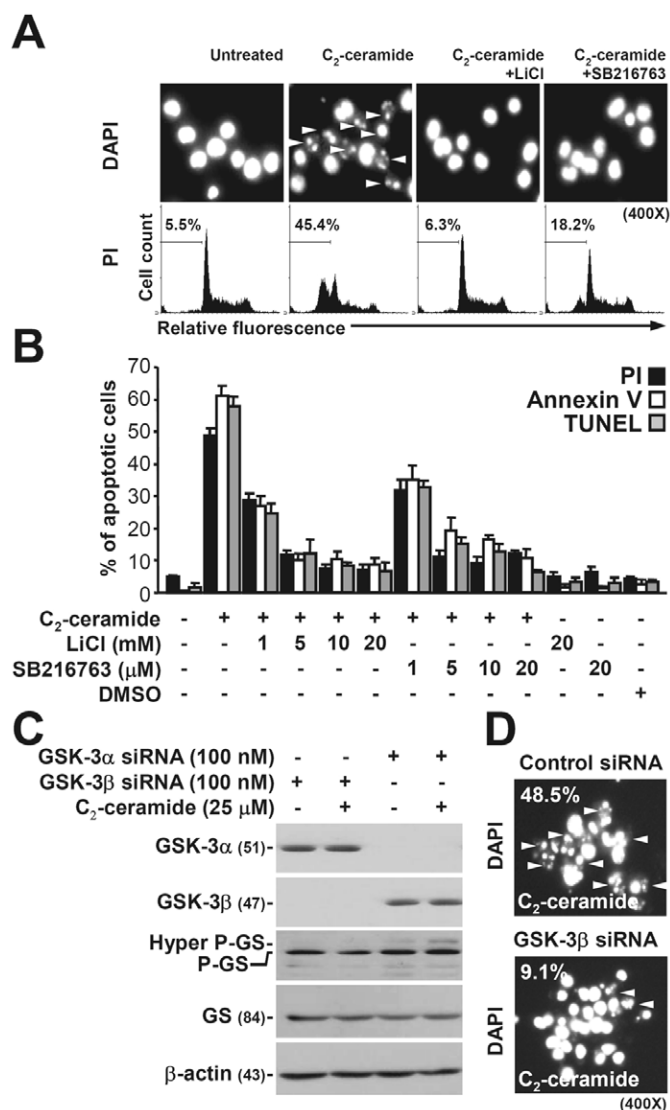 A
Untreated
C2-ceramide
C2-ceramide
+LiCl
C2-ceramide
+SB216763
DAPI
(400X)
PI
Cell count
5.5%
45.4%
6.3%
18.2%
Relative fluorescence
B
% of apoptotic cells
70
60
50
40
30
20
10
0
PI
Annexin V
TUNEL
C2-ceramide - + + + + + + + + + - - -
LiCl (mM) - - 1 5 10 20 - - - - 20 - -
SB216763 (μM) - - - - - - 1 5 10 20 - 20 -
DMSO - - - - - - - - - - - - +
C
GSK-3α siRNA (100 nM) - - + +
GSK-3β siRNA (100 nM) + + - -
C2-ceramide (25 μM) - + - +
GSK-3α (51)-
GSK-3β (47)-
Hyper P-GS-
P-GS
GS (84)-
β-actin (43)-
D
Control siRNA
DAPI
48.5%
C2-ceramide
GSK-3β siRNA
DAPI
9.1%
C2-ceramide
(400X)